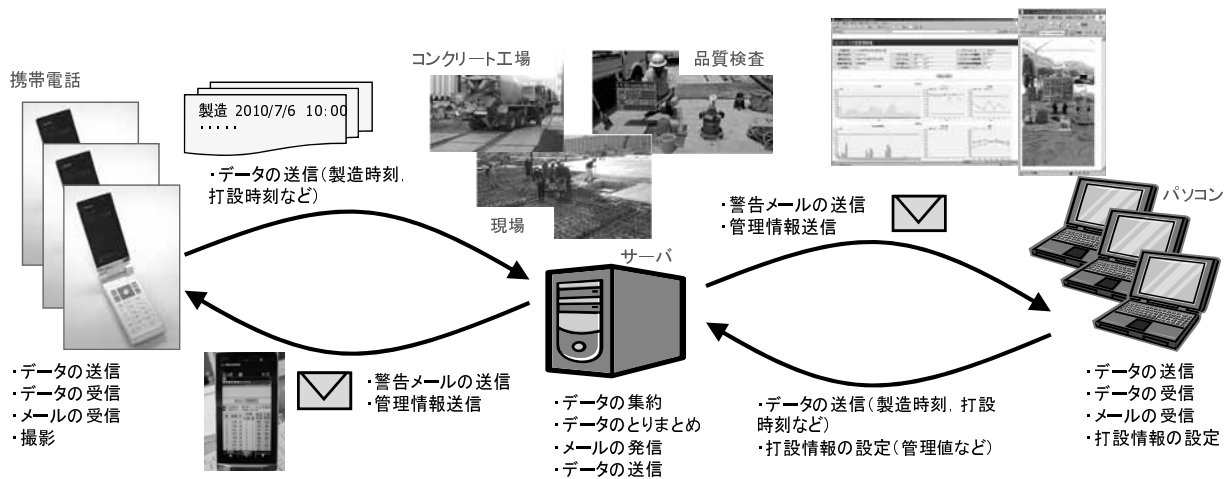 携帯電話
製造 2010/7/6 10:00
・・・・・
・データの送信(製造時刻,
打設時刻など)
コンクリート工場
品質検査
現場
サーバ
・警告メールの送信
・管理情報送信
パソコン
・データの送信
・データの受信
・メールの受信
・撮影
・警告メールの送信
・管理情報送信
・データの集約
・データのとりまとめ
・メールの発信
・データの送信
・データの送信(製造時刻, 打設
時刻など)
・打設情報の設定(管理値など)
・データの送信
・データの受信
・メールの受信
・打設情報の設定